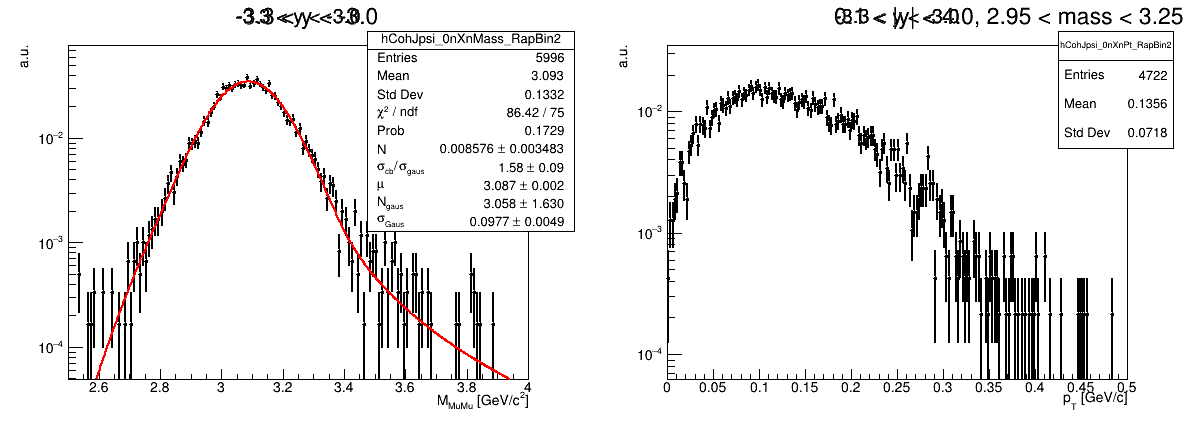 a.u.
hCohJpsi_0nXnMass_RapBin2
Entries 5996
Mean 3.093
Std Dev 0.1332
χ² / ndf 86.42 / 75
Prob 0.1729
N 0.008576 ± 0.003483
σcb/σgaus 1.58 ± 0.09
μ 3.087 ± 0.002
Ngaus 3.058 ± 1.630
σGaus 0.0977 ± 0.0049
10⁻²
10⁻³
10⁻⁴
2.6 2.8 3 3.2 3.4 3.6 3.8 4
MMuMu [GeV/c²]
2.95 < mass < 3.25
a.u.
hCohJpsi_0nXnPt_RapBin2
Entries 4722
Mean 0.1356
Std Dev 0.0718
10⁻²
10⁻³
10⁻⁴
0 0.05 0.1 0.15 0.2 0.25 0.3 0.35 0.4 0.45 0.5
pT [GeV/c]